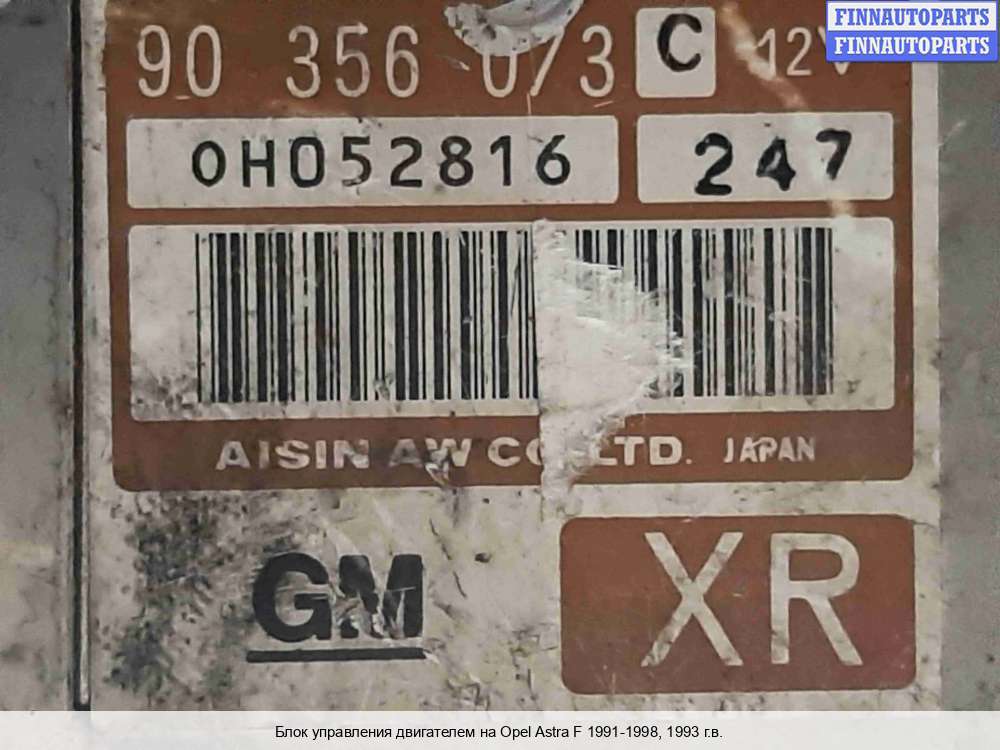 FINNAUTOPARTS
FINNAUTOPARTS
90 356 073 C 12V
0H052816 247
AISIN AW CO., LTD. JAPAN
GM XR
Блок управления двигателем на Opel Astra F 1991-1998, 1993 г.в.